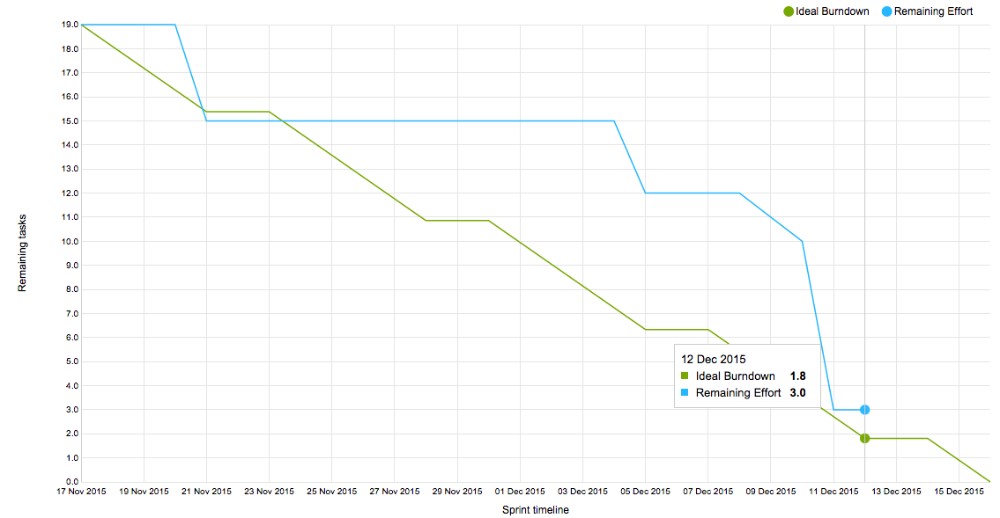 Ideal Burndown Remaining Effort
19.0
18.0
17.0
16.0
15.0
14.0
13.0
12.0
11.0
10.0
9.0
8.0
7.0
6.0
5.0
4.0
3.0
2.0
1.0
0.0
Remaining tasks
12 Dec 2015
Ideal Burndown 1.8
Remaining Effort 3.0
17 Nov 2015 19 Nov 2015 21 Nov 2015 23 Nov 2015 25 Nov 2015 27 Nov 2015 29 Nov 2015 01 Dec 2015 03 Dec 2015 05 Dec 2015 07 Dec 2015 09 Dec 2015 11 Dec 2015 13 Dec 2015 15 Dec 2015
Sprint timeline